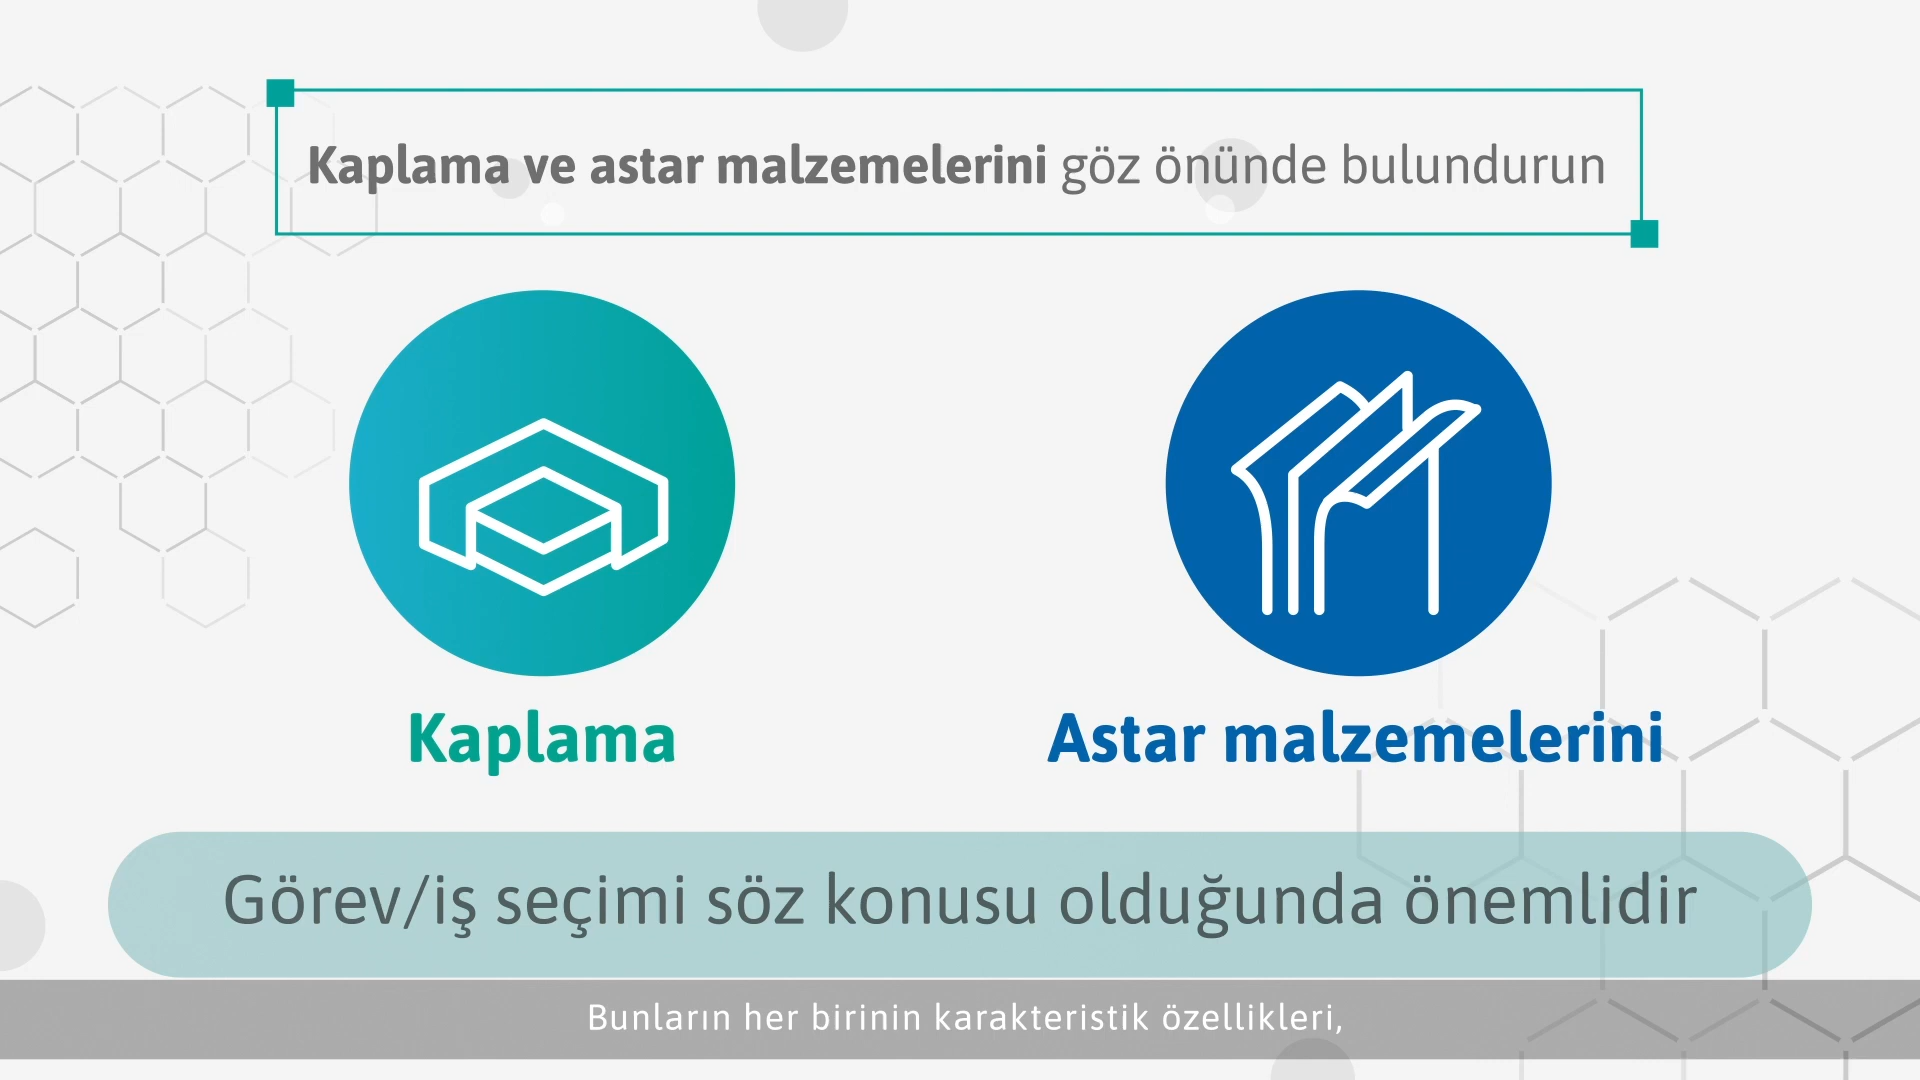 Kaplama ve astar malzemelerini göz önünde bulundurun
Kaplama
Astar malzemelerini
Görev/iş seçimi söz konusu olduğunda önemlidir
Bunların her birinin karakteristik özellikleri,